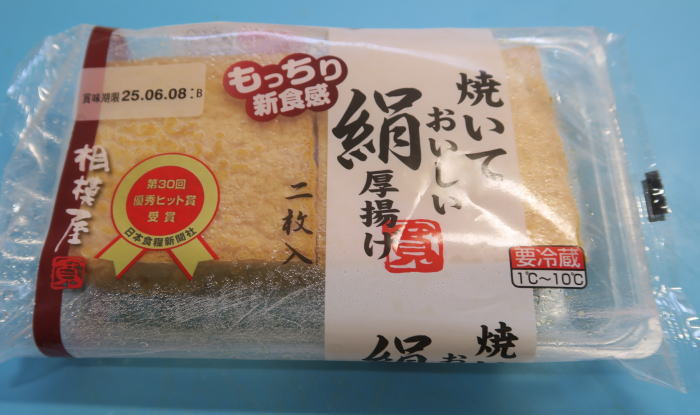 賞味期限 25.06.08:B
もっちり
新食感
焼いて
おいしい
絹
厚揚げ
相模屋
第30回
優秀ヒット賞
受賞
日本食糧新聞社
二枚入
要冷蔵
1℃〜10℃
焼い
おい
絹